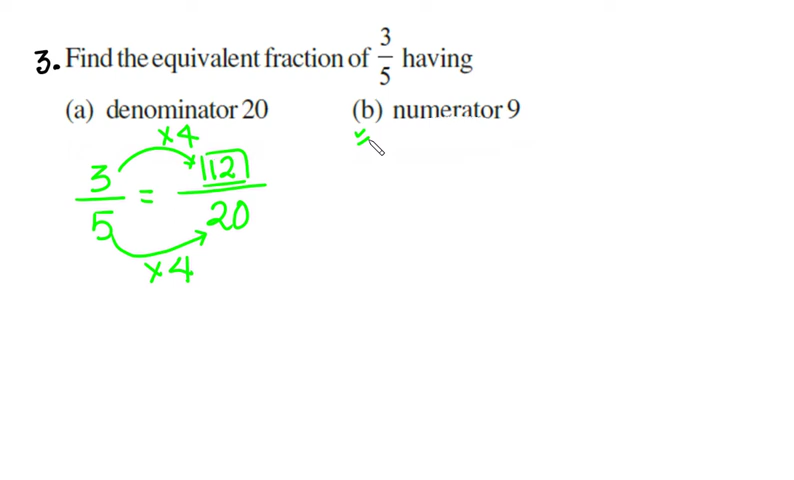 3. Find the equivalent fraction of 3/5 having
(a) denominator 20 (b) numerator 9
×4
3/5 = 12/20
×4